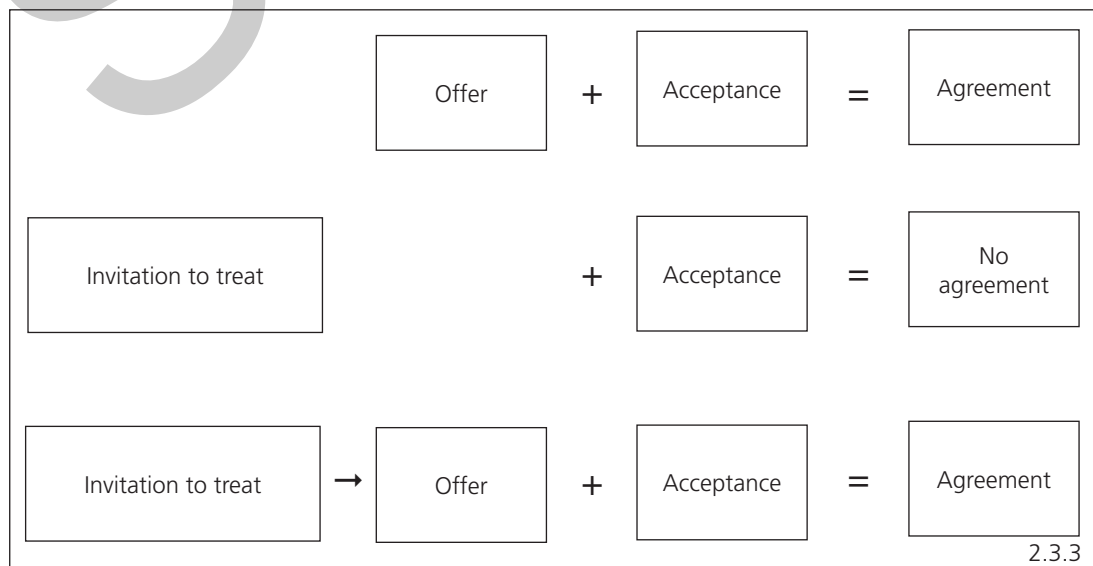 Offer + Acceptance = Agreement
Invitation to treat + Acceptance = No
agreement
Invitation to treat → Offer + Acceptance = Agreement
2.3.3